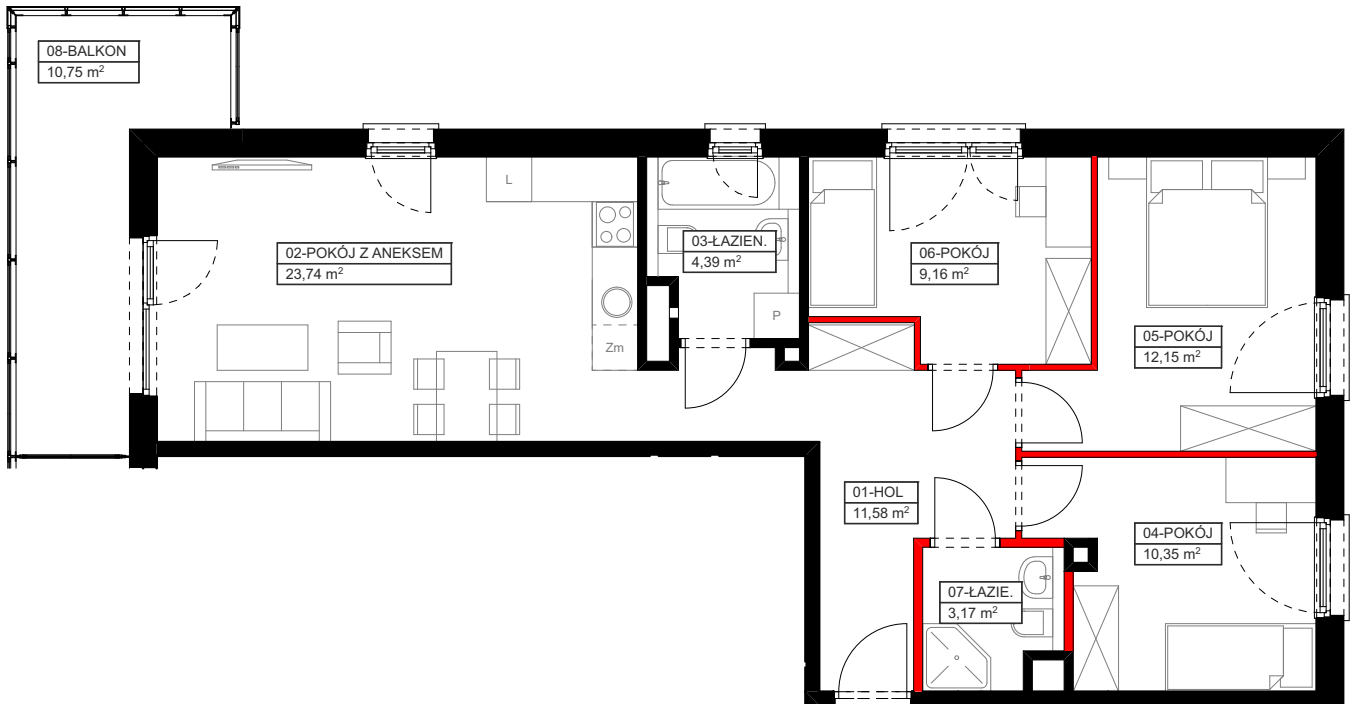 08-BALKON
10,75 m²
L
02-POKÓJ Z ANEKSEM
23,74 m²
03-ŁAZIEN.
4,39 m²
06-POKÓJ
9,16 m²
P
Zm
05-POKÓJ
12,15 m²
01-HOL
11,58 m²
04-POKÓJ
10,35 m²
07-ŁAZIE.
3,17 m²